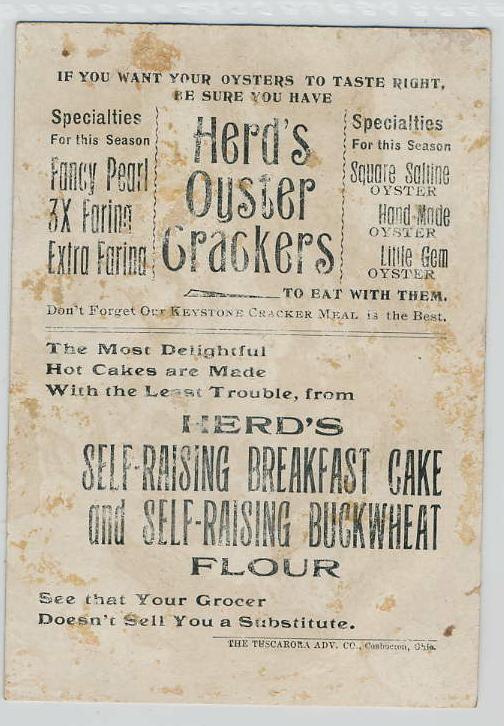 IF YOU WANT YOUR OYSTERS TO TASTE RIGHT,
BE SURE YOU HAVE
Specialties
For this Season
Fancy Pearl
3X Farina
Extra Farina
Herd's
Oyster
Crackers
Specialties
For this Season
Square Saltine
OYSTER
Hand-Made
OYSTER
Little Gem
OYSTER
TO EAT WITH THEM.
Don't Forget Our KEYSTONE CRACKER MEAL is the Best.
The Most Delightful
Hot Cakes are Made
With the Least Trouble, from
HERD'S
SELF-RAISING BREAKFAST CAKE
and SELF-RAISING BUCKWHEAT
FLOUR
See that Your Grocer
Doesn't Sell You a Substitute.
THE TUSCARORA ADV. CO., Coshocton, Ohio.